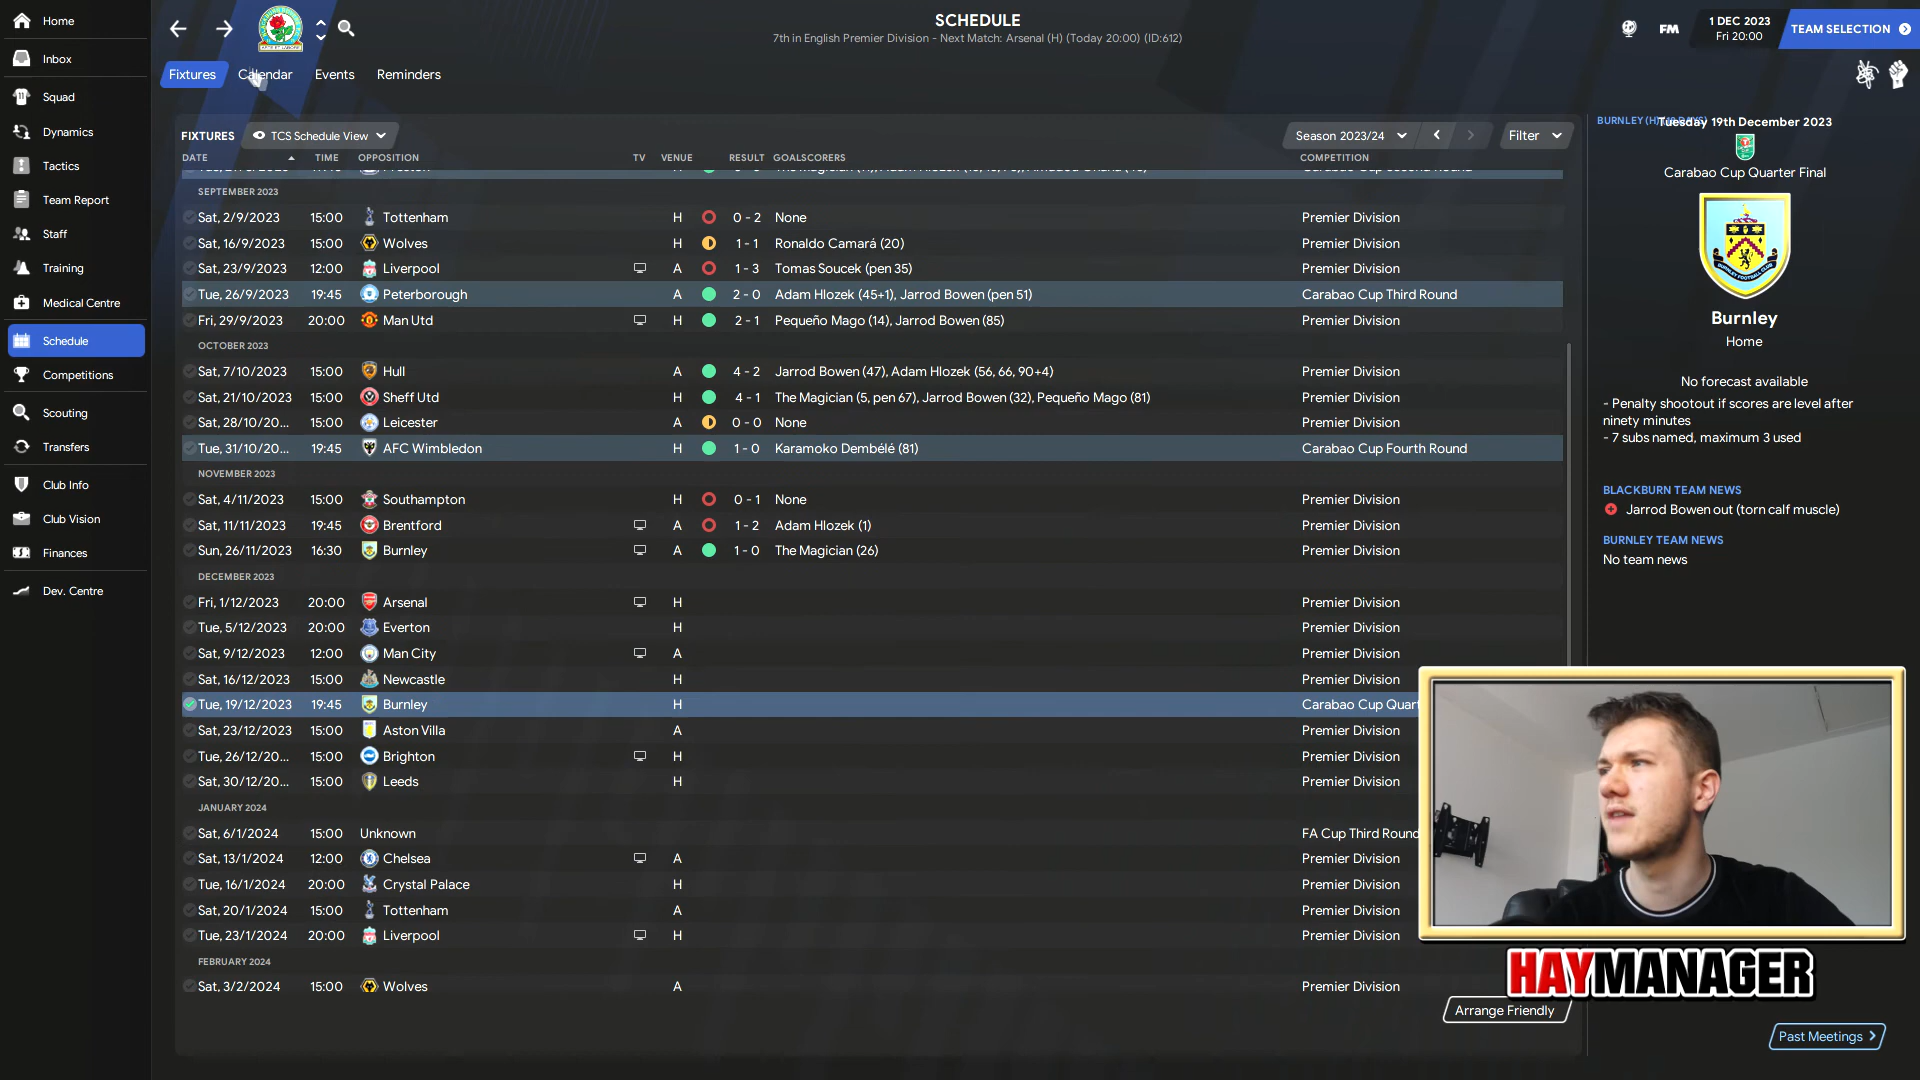 Home
Inbox
Squad
Dynamics
Tactics
Team Report
Staff
Training
Medical Centre
Schedule
Competitions
Scouting
Transfers
Club Info
Club Vision
Finances
Dev. Centre
SCHEDULE
7th in English Premier Division - Next Match: Arsenal (H) (Today 20:00) (ID:612)
FM
1 DEC 2023
Fri 20:00
TEAM SELECTION
Fixtures Calendar Events Reminders
FIXTURES TCS Schedule View Season 2023/24 Filter
DATE TIME OPPOSITION TV VENUE RESULT GOALSCORERS COMPETITION
SEPTEMBER 2023
Sat, 2/9/2023 15:00 Tottenham H 0 - 2 None Premier Division
Sat, 16/9/2023 15:00 Wolves H 1 - 1 Ronaldo Camará (20) Premier Division
Sat, 23/9/2023 12:00 Liverpool A 1 - 3 Tomas Soucek (pen 35) Premier Division
Tue, 26/9/2023 19:45 Peterborough A 2 - 0 Adam Hlozek (45+1), Jarrod Bowen (pen 51) Carabao Cup Third Round
Fri, 29/9/2023 20:00 Man Utd H 2 - 1 Pequeño Mago (14), Jarrod Bowen (85) Premier Division
OCTOBER 2023
Sat, 7/10/2023 15:00 Hull A 4 - 2 Jarrod Bowen (47), Adam Hlozek (56, 66, 90+4) Premier Division
Sat, 21/10/2023 15:00 Sheff Utd H 4 - 1 The Magician (5, pen 67), Jarrod Bowen (32), Pequeño Mago (81) Premier Division
Sat, 28/10/20... 15:00 Leicester A 0 - 0 None Premier Division
Tue, 31/10/20... 19:45 AFC Wimbledon H 1 - 0 Karamoko Dembélé (81) Carabao Cup Fourth Round
NOVEMBER 2023
Sat, 4/11/2023 15:00 Southampton H 0 - 1 None Premier Division
Sat, 11/11/2023 19:45 Brentford A 1 - 2 Adam Hlozek (1) Premier Division
Sun, 26/11/2023 16:30 Burnley A 1 - 0 The Magician (26) Premier Division
DECEMBER 2023
Fri, 1/12/2023 20:00 Arsenal H Premier Division
Tue, 5/12/2023 20:00 Everton H Premier Division
Sat, 9/12/2023 12:00 Man City A Premier Division
Sat, 16/12/2023 15:00 Newcastle H Premier Division
Tue, 19/12/2023 19:45 Burnley H Carabao Cup Quart
Sat, 23/12/2023 15:00 Aston Villa A Premier Division
Tue, 26/12/20... 15:00 Brighton H Premier Division
Sat, 30/12/20... 15:00 Leeds H Premier Division
JANUARY 2024
Sat, 6/1/2024 15:00 Unknown FA Cup Third Round
Sat, 13/1/2024 12:00 Chelsea A Premier Division
Tue, 16/1/2024 20:00 Crystal Palace H Premier Division
Sat, 20/1/2024 15:00 Tottenham A Premier Division
Tue, 23/1/2024 20:00 Liverpool H Premier Division
FEBRUARY 2024
Sat, 3/2/2024 15:00 Wolves A Premier Division
Arrange Friendly
BURNLEY (H)
Tuesday 19th December 2023
Carabao Cup Quarter Final
Burnley
Home
No forecast available
- Penalty shootout if scores are level after
ninety minutes
- 7 subs named, maximum 3 used
BLACKBURN TEAM NEWS
Jarrod Bowen out (torn calf muscle)
BURNLEY TEAM NEWS
No team news
HAYMANAGER
Past Meetings